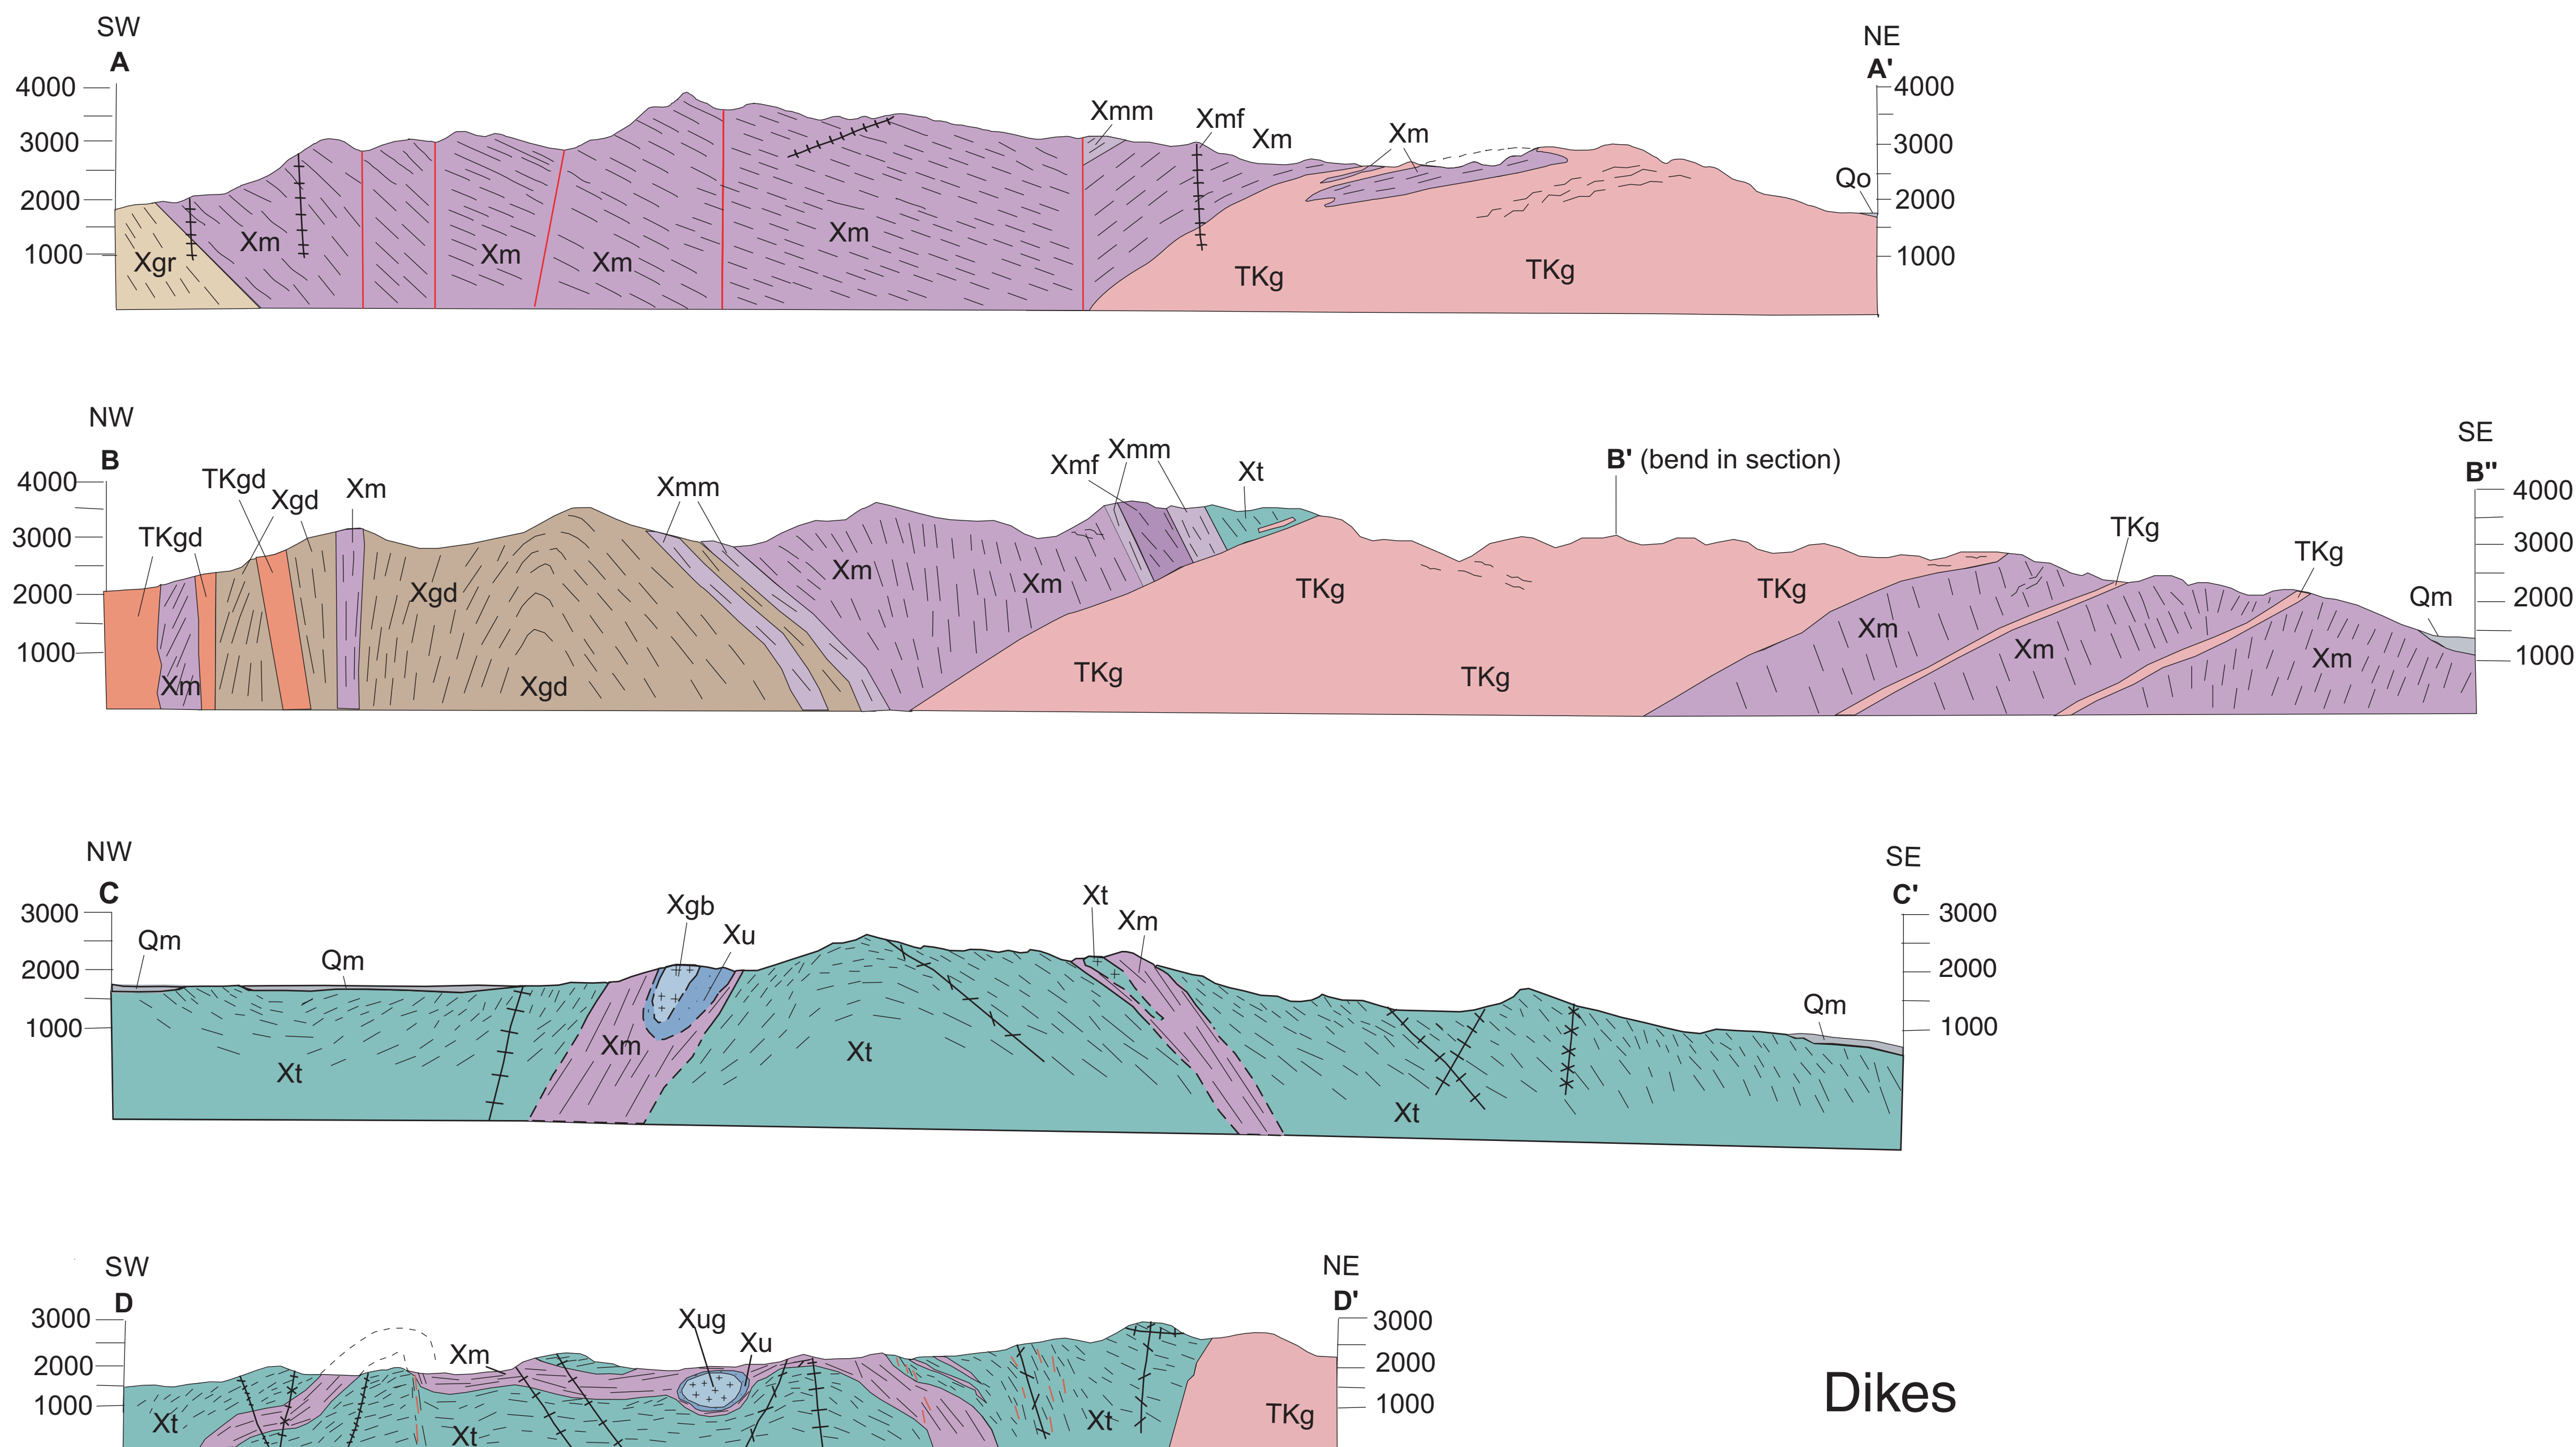 SW
NE
A
A'
4000
3000
2000
1000
4000
3000
2000
1000
Xmm
Xmf
Xm
Xm
Qo
Xgr
Xm
Xm
Xm
Xm
TKg
TKg
NW
SE
B
B' (bend in section)
B"
4000
3000
2000
1000
4000
3000
2000
1000
TKgd
TKgd
Xgd
Xm
Xmm
Xmf
Xmm
Xt
TKg
TKg
Qm
Xm
Xgd
Xgd
Xm
Xm
TKg
TKg
TKg
TKg
Xm
Xm
Xm
NW
SE
C
C'
3000
2000
1000
3000
2000
1000
Qm
Qm
Xgb
Xu
Xt
Xm
Qm
Xt
Xm
Xt
Xt
SW
NE
D
D'
3000
2000
1000
3000
2000
1000
Xm
Xug
Xu
Xt
Xt
Xt
TKg
Dikes